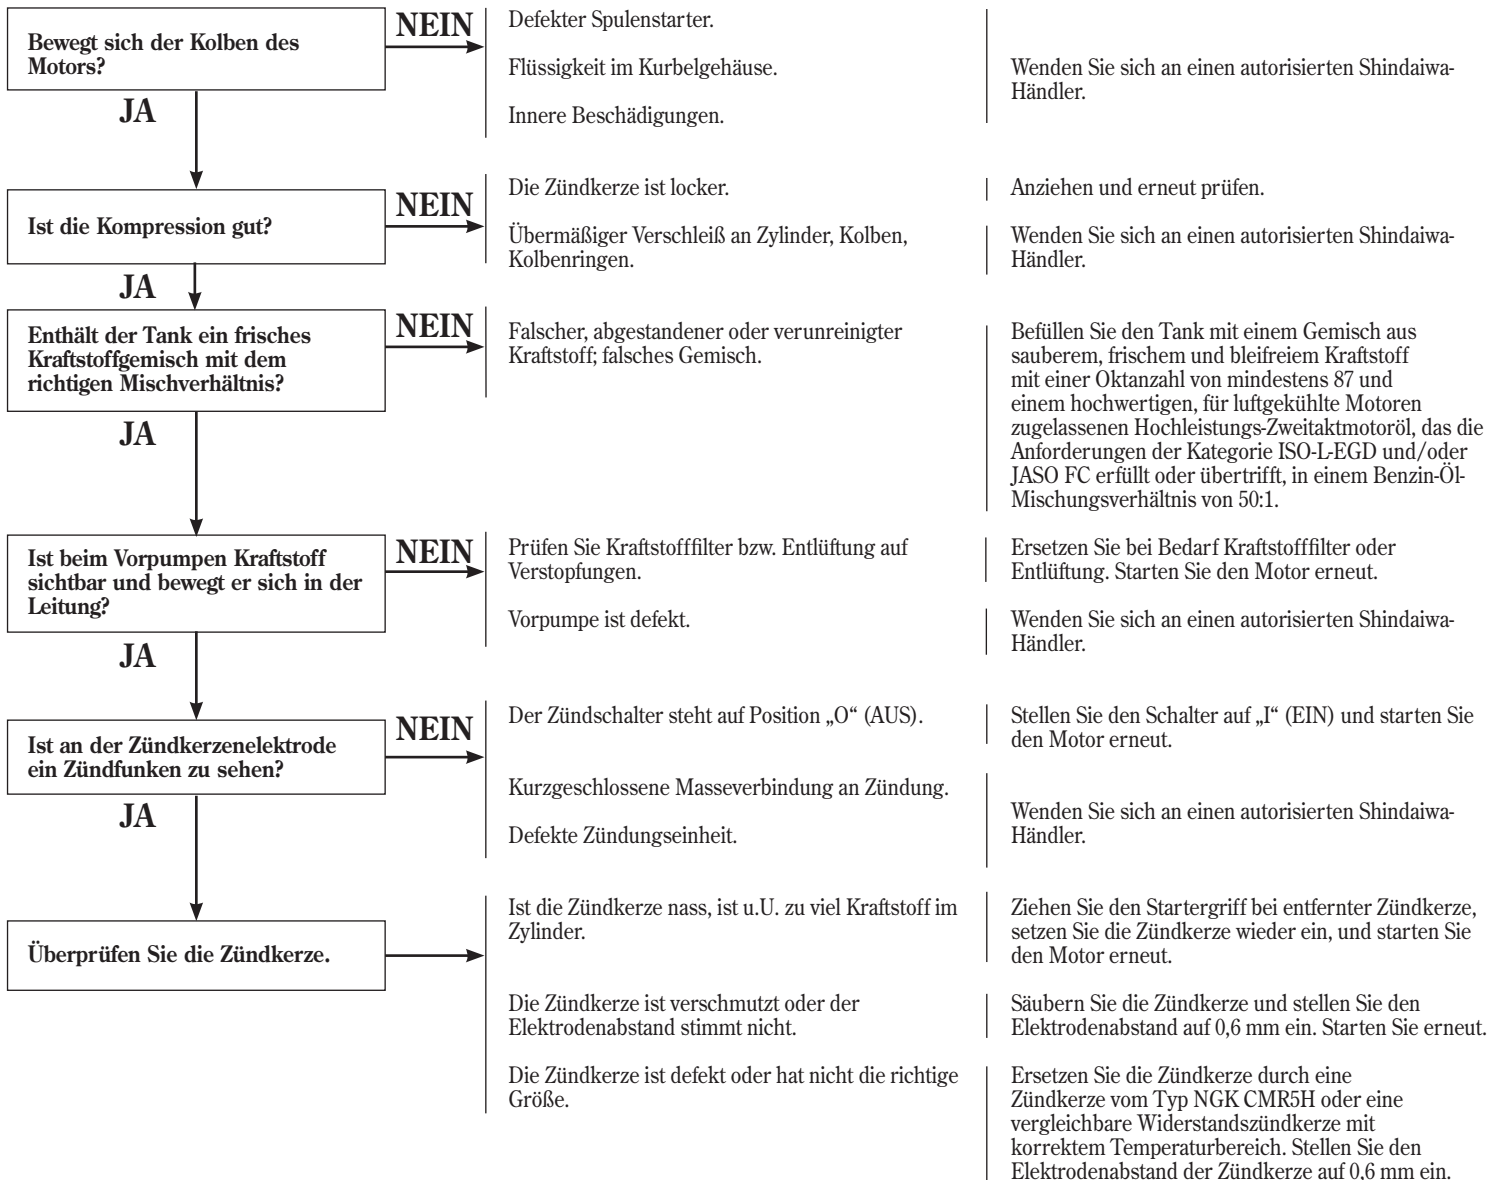 Bewegt sich der Kolben des
Motors?
NEIN
Defekter Spulenstarter.
Flüssigkeit im Kurbelgehäuse.
Innere Beschädigungen.
Wenden Sie sich an einen autorisierten Shindaiwa-
Händler.
JA
Ist die Kompression gut?
NEIN
Die Zündkerze ist locker.
Anziehen und erneut prüfen.
Übermäßiger Verschleiß an Zylinder, Kolben,
Kolbenringen.
Wenden Sie sich an einen autorisierten Shindaiwa-
Händler.
JA
Enthält der Tank ein frisches
Kraftstoffgemisch mit dem
richtigen Mischverhältnis?
NEIN
Falscher, abgestandener oder verunreinigter
Kraftstoff; falsches Gemisch.
Befüllen Sie den Tank mit einem Gemisch aus
sauberem, frischem und bleifreiem Kraftstoff
mit einer Oktanzahl von mindestens 87 und
einem hochwertigen, für luftgekühlte Motoren
zugelassenen Hochleistungs-Zweitaktmotoröl, das die
Anforderungen der Kategorie ISO-L-EGD und/oder
JASO FC erfüllt oder übertrifft, in einem Benzin-Öl-
Mischungsverhältnis von 50:1.
JA
Ist beim Vorpumpen Kraftstoff
sichtbar und bewegt er sich in der
Leitung?
NEIN
Prüfen Sie Kraftstofffilter bzw. Entlüftung auf
Verstopfungen.
Ersetzen Sie bei Bedarf Kraftstofffilter oder
Entlüftung. Starten Sie den Motor erneut.
Vorpumpe ist defekt.
Wenden Sie sich an einen autorisierten Shindaiwa-
Händler.
JA
Ist an der Zündkerzenelektrode
ein Zündfunken zu sehen?
NEIN
Der Zündschalter steht auf Position „O“ (AUS).
Stellen Sie den Schalter auf „I“ (EIN) und starten Sie
den Motor erneut.
Kurzgeschlossene Masseverbindung an Zündung.
Defekte Zündungseinheit.
Wenden Sie sich an einen autorisierten Shindaiwa-
Händler.
JA
Überprüfen Sie die Zündkerze.
Ist die Zündkerze nass, ist u.U. zu viel Kraftstoff im
Zylinder.
Ziehen Sie den Startergriff bei entfernter Zündkerze,
setzen Sie die Zündkerze wieder ein, und starten Sie
den Motor erneut.
Die Zündkerze ist verschmutzt oder der
Elektrodenabstand stimmt nicht.
Säubern Sie die Zündkerze und stellen Sie den
Elektrodenabstand auf 0,6 mm ein. Starten Sie erneut.
Die Zündkerze ist defekt oder hat nicht die richtige
Größe.
Ersetzen Sie die Zündkerze durch eine
Zündkerze vom Typ NGK CMR5H oder eine
vergleichbare Widerstandszündkerze mit
korrektem Temperaturbereich. Stellen Sie den
Elektrodenabstand der Zündkerze auf 0,6 mm ein.